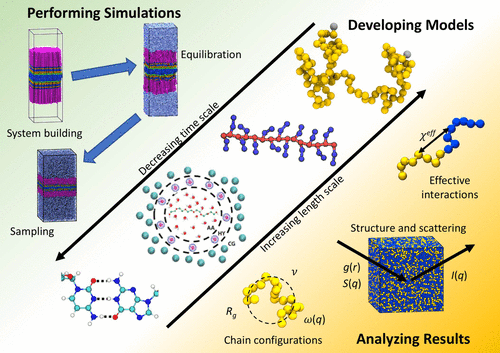 Performing Simulations
Developing Models
Equilibration
System building
Decreasing time scale
χeff
Effective
interactions
Sampling
AA
CG
Increasing length scale
Structure and scattering
g(r)
S(q)
I(q)
ν
Rg
ω(q)
Chain configurations
Analyzing Results